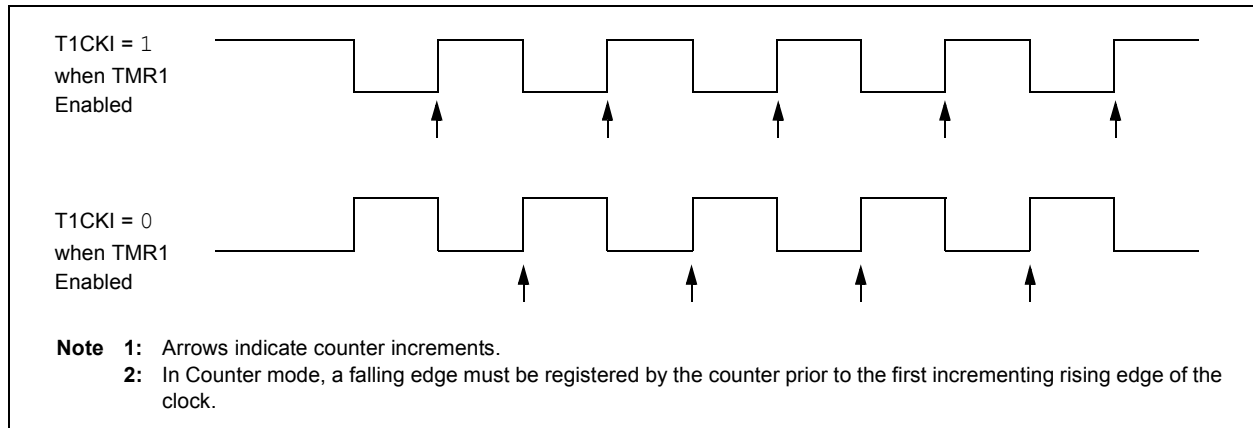 T1CKI = 1
when TMR1
Enabled
T1CKI = 0
when TMR1
Enabled
Note 1: Arrows indicate counter increments.
2: In Counter mode, a falling edge must be registered by the counter prior to the first incrementing rising edge of the
clock.